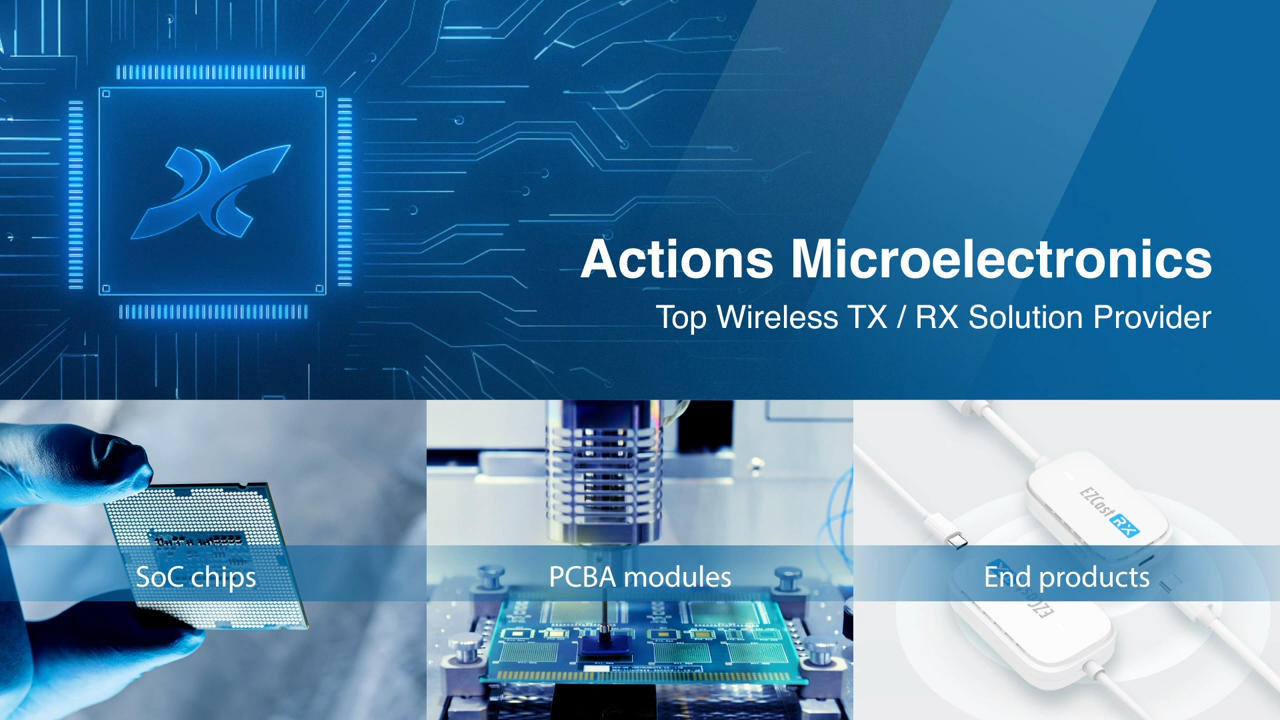 Actions Microelectronics
Top Wireless TX / RX Solution Provider
SoC chips
PCBA modules
End products
EZCast RX